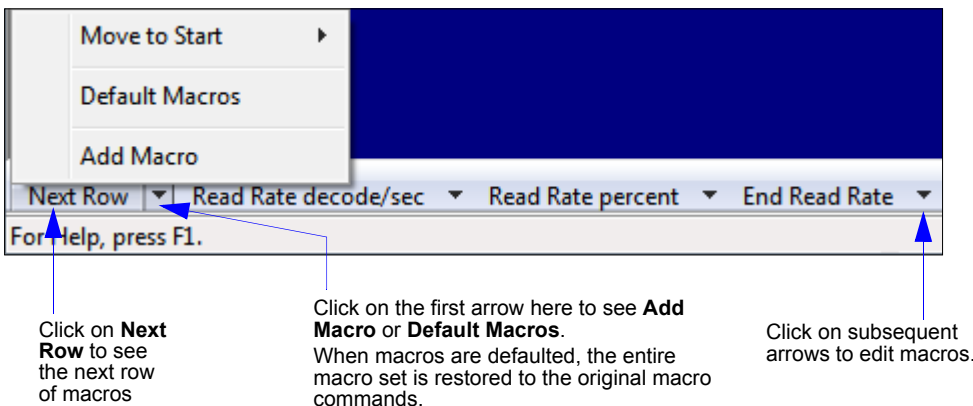 Move to Start
Default Macros
Add Macro
Next Row Read Rate decode/sec Read Rate percent End Read Rate
For Help, press F1.
Click on Next
Row to see
the next row
of macros
Click on the first arrow here to see Add
Macro or Default Macros.
When macros are defaulted, the entire
macro set is restored to the original macro
commands.
Click on subsequent
arrows to edit macros.